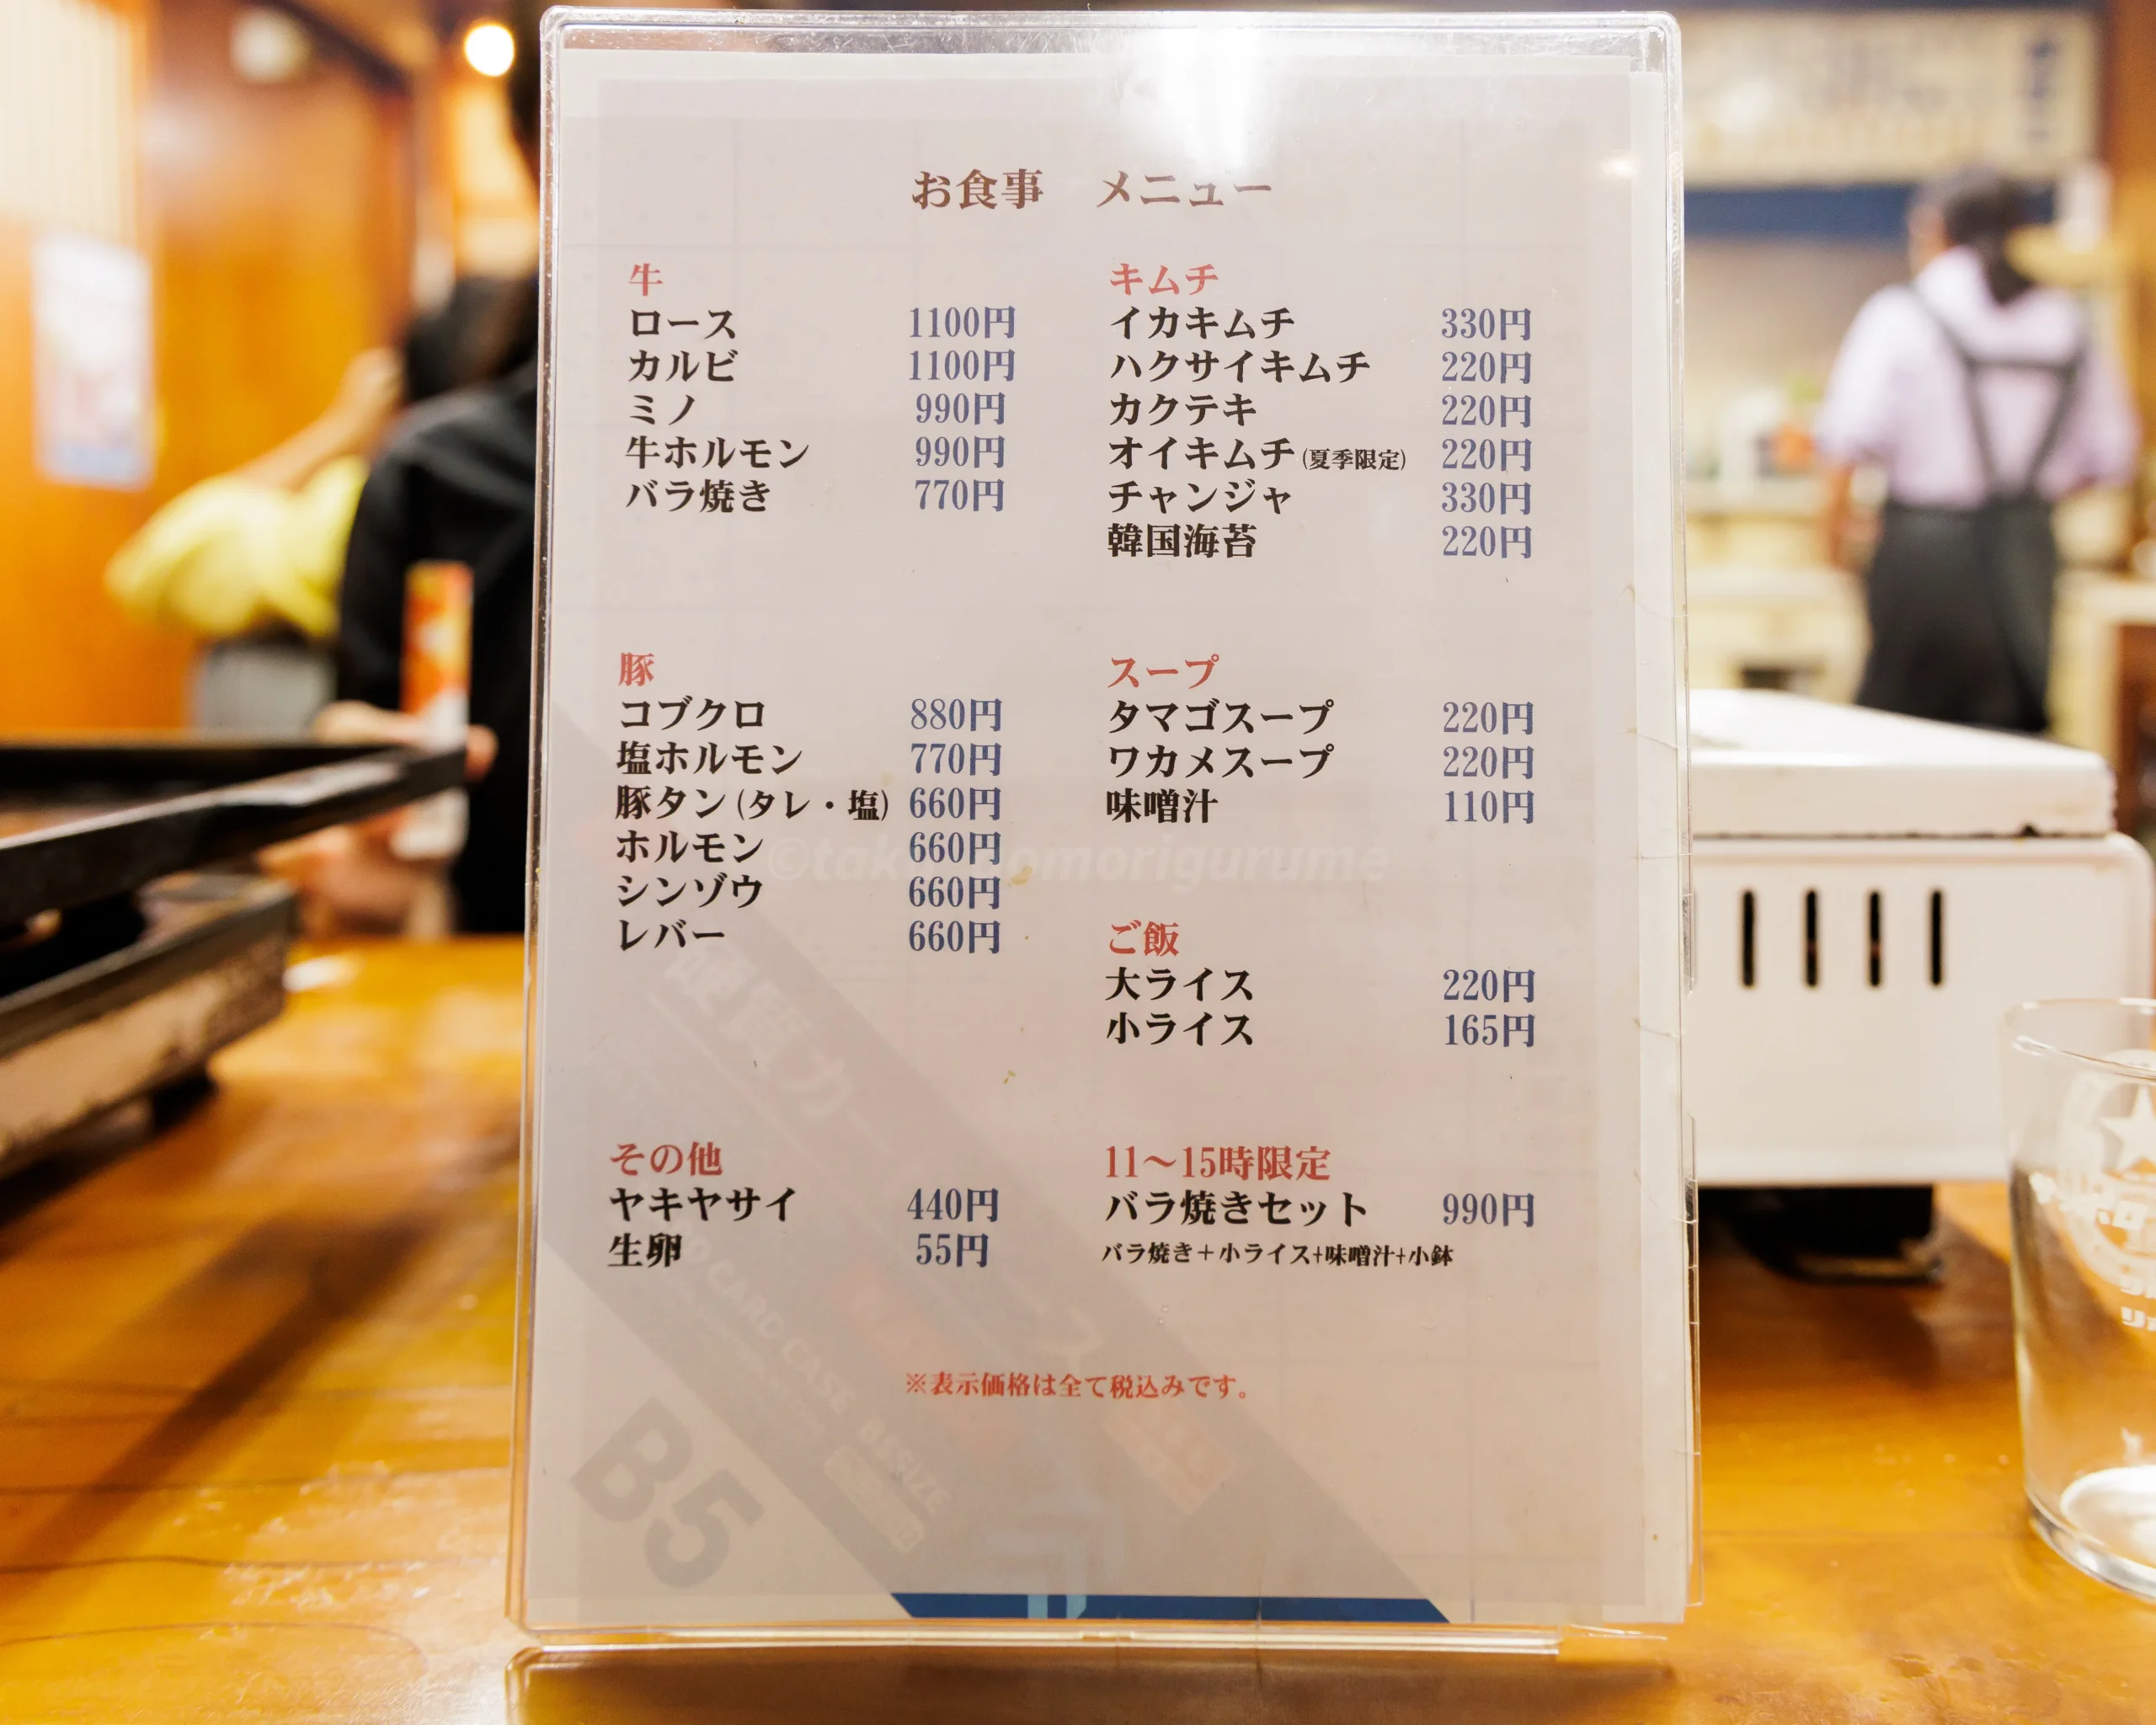 お食事 メニュー
牛
ロース 1100円
カルビ 1100円
ミノ 990円
牛ホルモン 990円
バラ焼き 770円
豚
コブクロ 880円
塩ホルモン 770円
豚タン(タレ・塩) 660円
ホルモン 660円
シンゾウ 660円
レバー 660円
その他
ヤキヤサイ 440円
生卵 55円
キムチ
イカキムチ 330円
ハクサイキムチ 220円
カクテキ 220円
オイキムチ(夏季限定) 220円
チャンジャ 330円
韓国海苔 220円
スープ
タマゴスープ 220円
ワカメスープ 220円
味噌汁 110円
ご飯
大ライス 220円
小ライス 165円
11〜15時限定
バラ焼きセット 990円
バラ焼き+小ライス+味噌汁+小鉢
※表示価格は全て税込みです。
硬質カードケース
CARD CASE B5 SIZE
B5